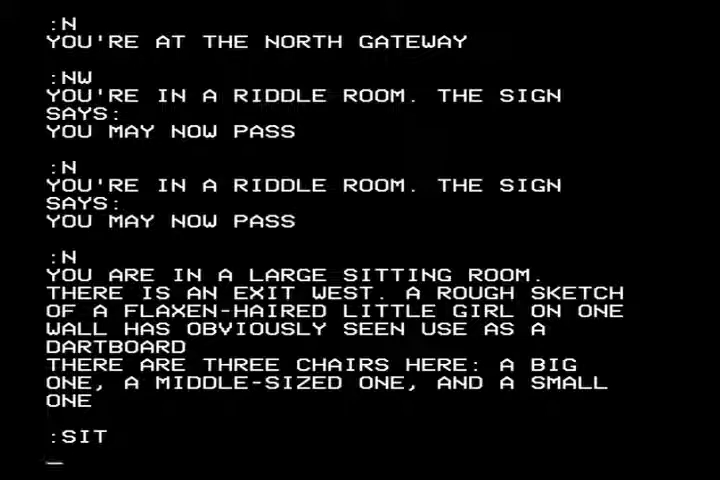 :N
YOU'RE AT THE NORTH GATEWAY
:NW
YOU'RE IN A RIDDLE ROOM. THE SIGN
SAYS:
YOU MAY NOW PASS
:N
YOU'RE IN A RIDDLE ROOM. THE SIGN
SAYS:
YOU MAY NOW PASS
:N
YOU ARE IN A LARGE SITTING ROOM.
THERE IS AN EXIT WEST. A ROUGH SKETCH
OF A FLAXEN-HAIRED LITTLE GIRL ON ONE
WALL HAS OBVIOUSLY SEEN USE AS A
DARTBOARD
THERE ARE THREE CHAIRS HERE: A BIG
ONE, A MIDDLE-SIZED ONE, AND A SMALL
ONE
:SIT
_